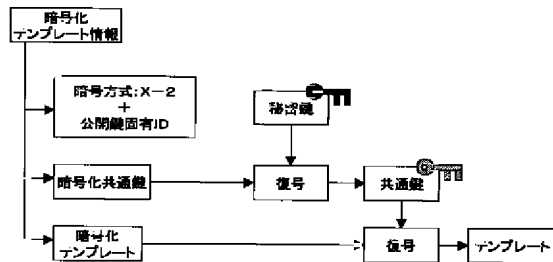 暗号化
テンプレート情報
暗号方式:X－2
＋
公開鍵固有ID
秘密鍵
暗号化共通鍵
復号
共通鍵
暗号化
テンプレート
復号
テンプレート